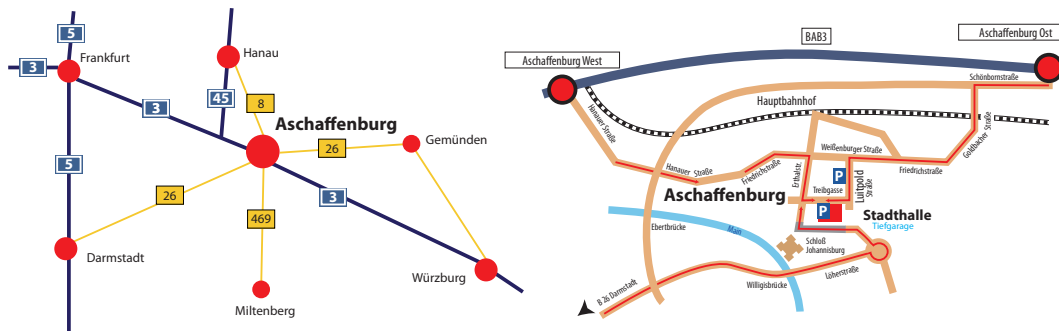 5
Frankfurt
3
Hanau
45
8
3
Aschaffenburg
26
Gemünden
5
26
3
469
Darmstadt
Würzburg
Miltenberg
BAB3
Aschaffenburg Ost
Aschaffenburg West
Schönbornstraße
Hauptbahnhof
Hanauer Straße
Goldbacher Straße
Weißenburger Straße
Hanauer Straße
Friedrichstraße
Friedrichstraße
Erthalstr.
P
Treibgasse
Luitpold
Straße
Aschaffenburg
P
Stadthalle
Tiefgarage
Ebertbrücke
Main
Schloß
Johannisburg
Löherstraße
Willigisbrücke
B 26 Darmstadt